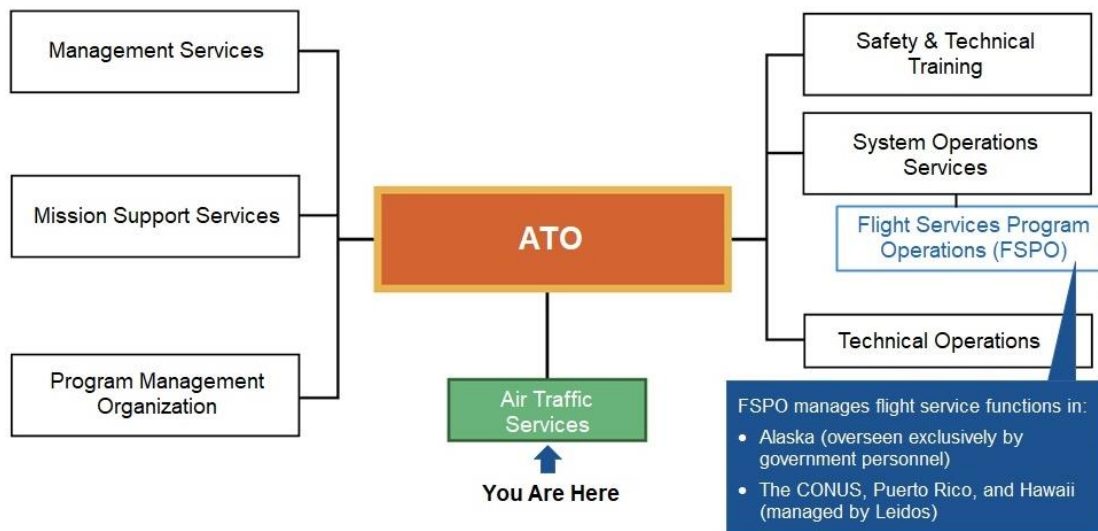 Management Services
Mission Support Services
Program Management
Organization
ATO
Air Traffic
Services
You Are Here
Safety & Technical
Training
System Operations
Services
Flight Services Program
Operations (FSPO)
Technical Operations
FSPO manages flight service functions in:
• Alaska (overseen exclusively by
government personnel)
• The CONUS, Puerto Rico, and Hawaii
(managed by Leidos)